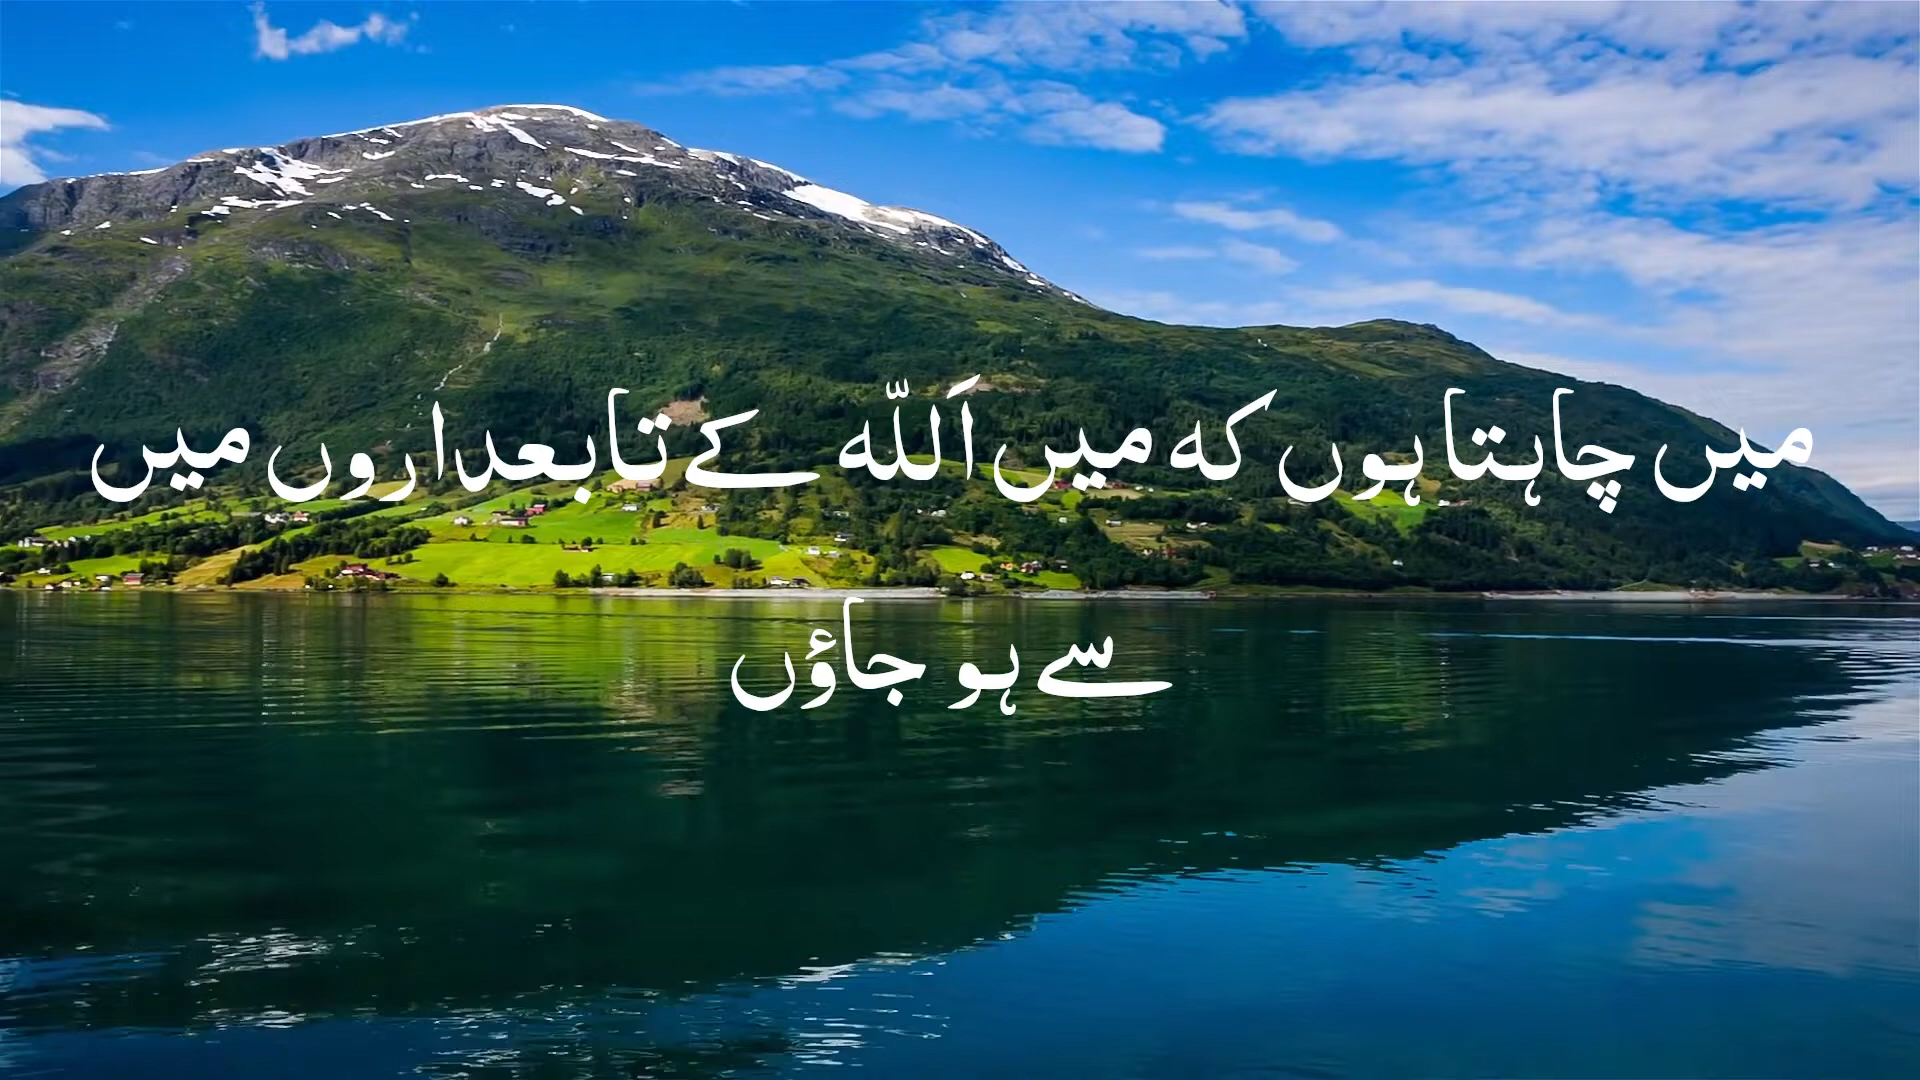 میں چاہتا ہوں کہ میں اَللّٰه کے تابعداروں میں
سے ہو جاؤں